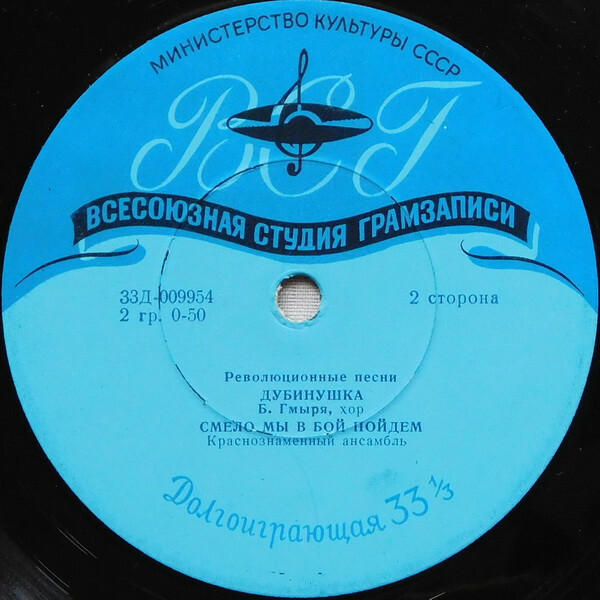 МИНИСТЕРСТВО КУЛЬТУРЫ СССР
ВСГ
ВСЕСОЮЗНАЯ СТУДИЯ ГРАМЗАПИСИ
33Д-009954
2 сторона
2 гр. 0-50
Революционные песни
ДУБИНУШКА
Б. Гмыря, хор
СМЕЛО МЫ В БОЙ ПОЙДЕМ
Краснознаменный ансамбль
Долгоиграющая 33 1/3